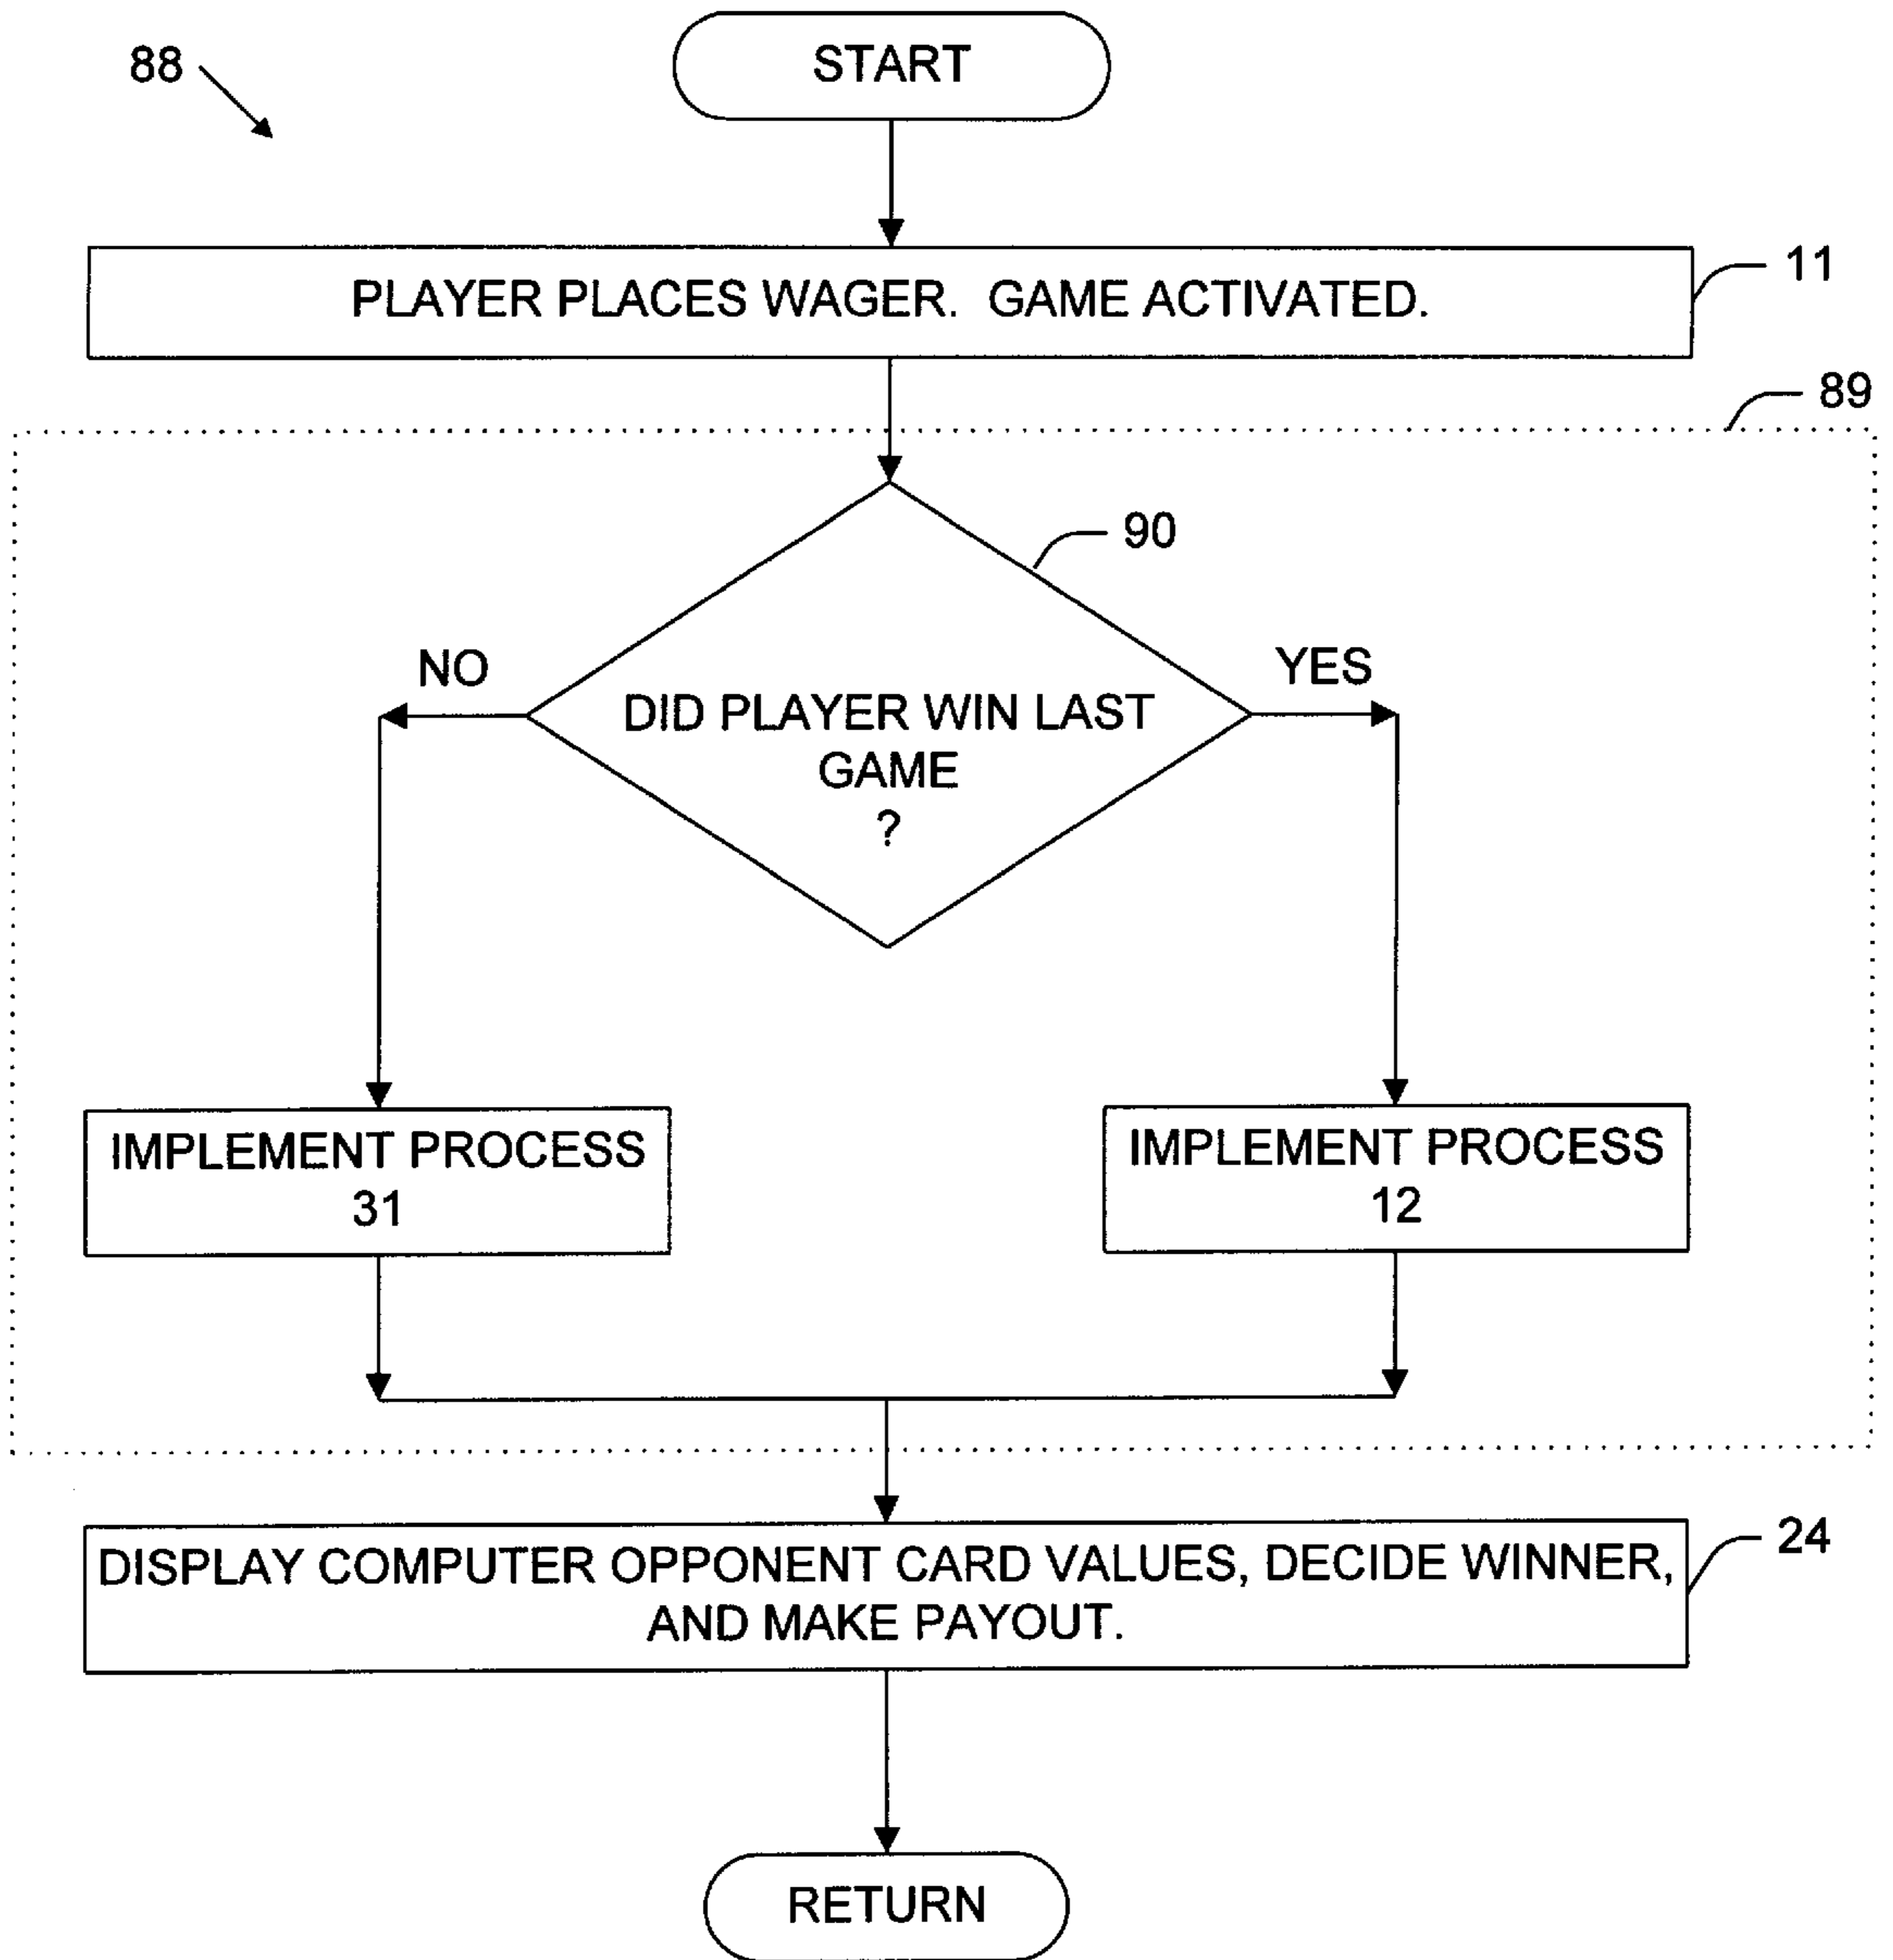 START
88
PLAYER PLACES WAGER. GAME ACTIVATED.
11
89
90
NO
YES
DID PLAYER WIN LAST
GAME
?
IMPLEMENT PROCESS
31
IMPLEMENT PROCESS
12
DISPLAY COMPUTER OPPONENT CARD VALUES, DECIDE WINNER,
AND MAKE PAYOUT.
24
RETURN